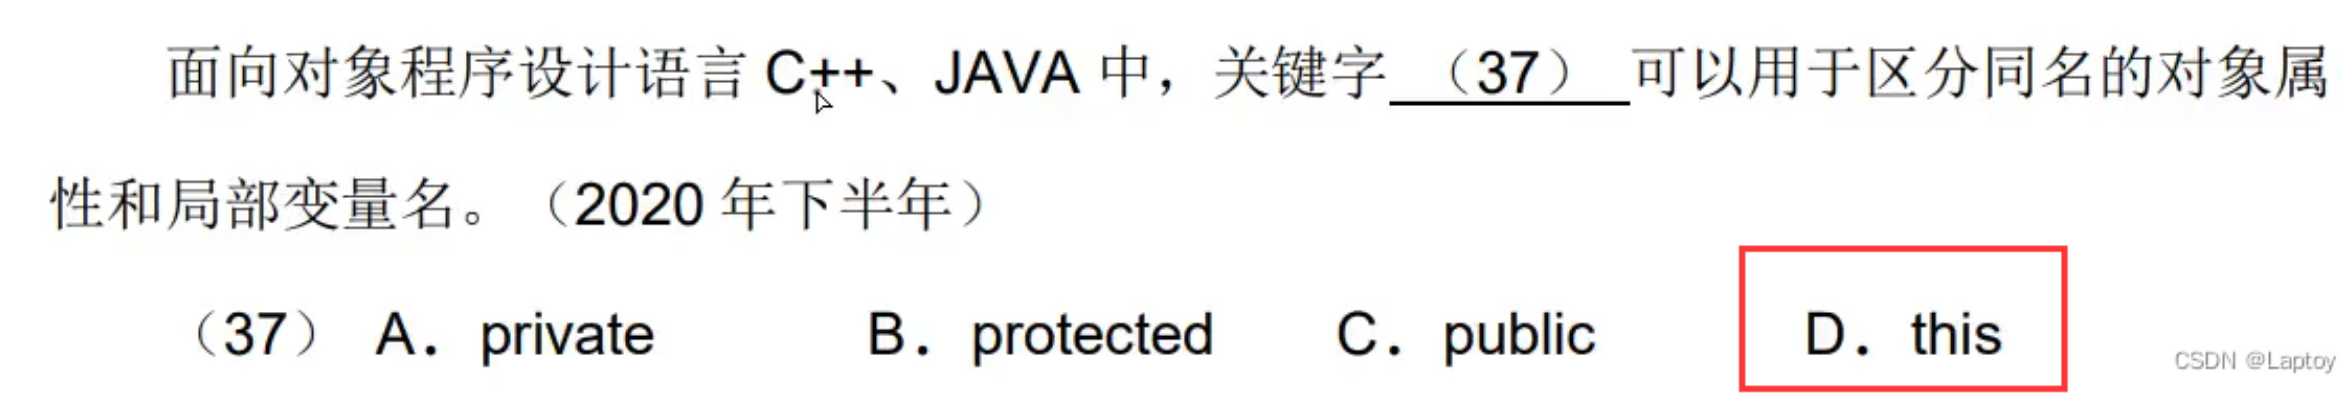 面向对象程序设计语言 C++、JAVA 中，关键字 （37） 可以用于区分同名的对象属
性和局部变量名。（2020 年下半年）
（37） A．private B．protected C．public D．this
CSDN @Laptoy